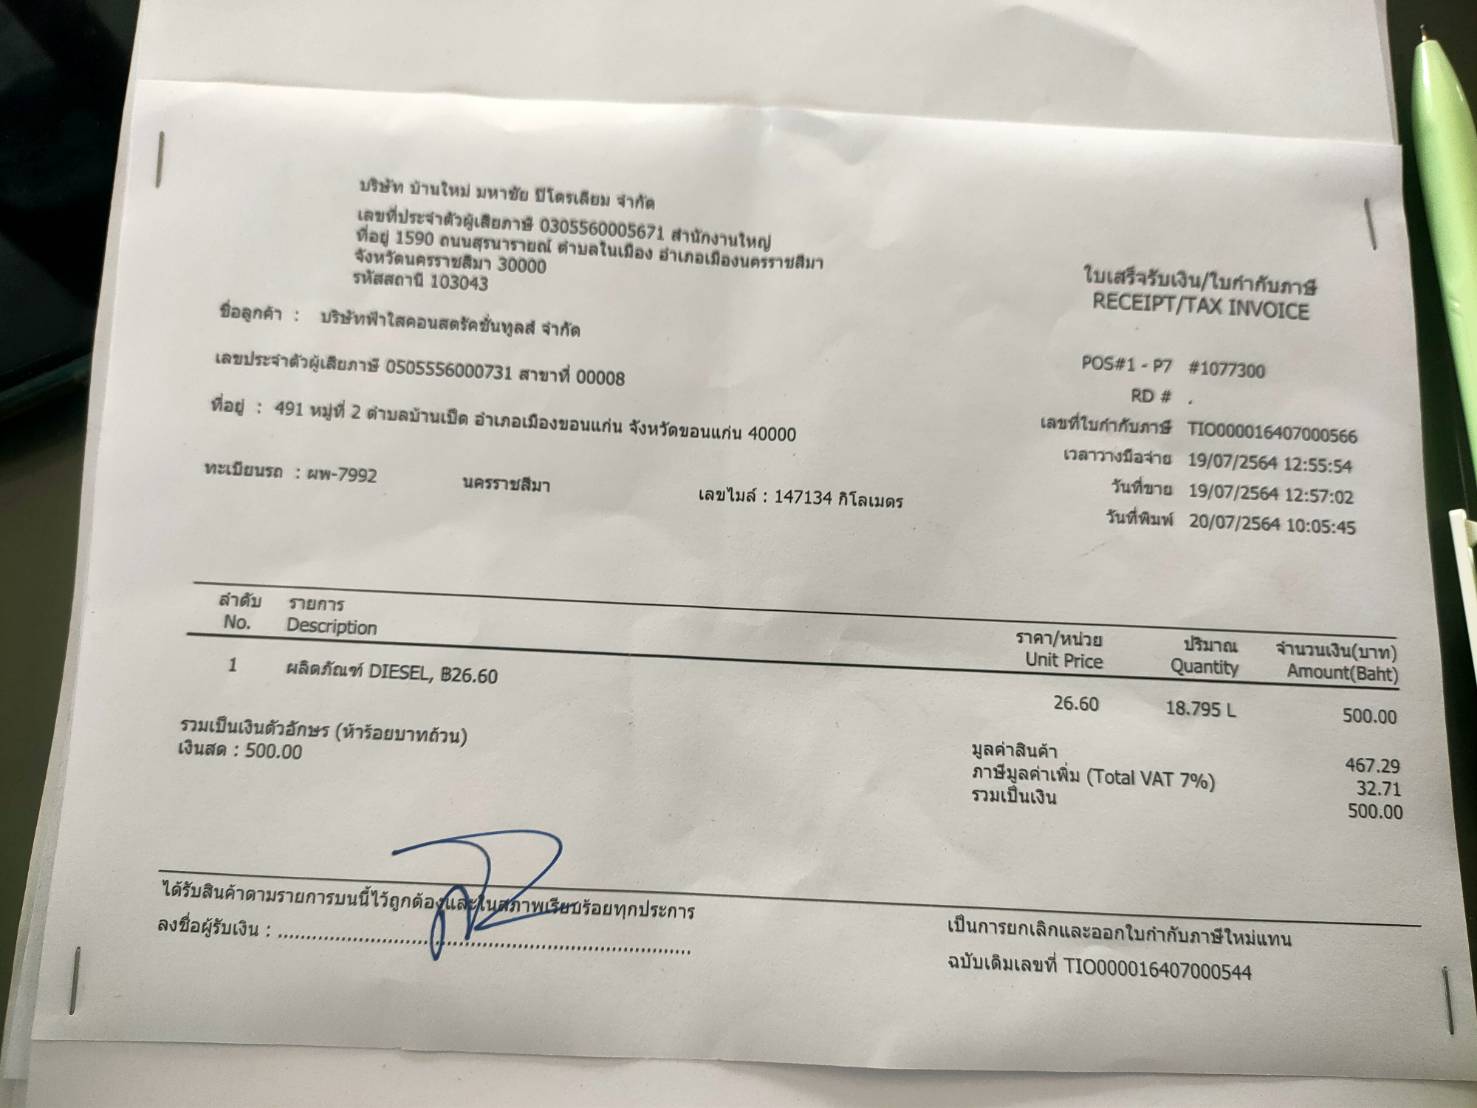 บริษัท บ้านใหม่ มหาชัย ปิโตรเลียม จำกัด
เลขที่ประจำตัวผู้เสียภาษี 0305560005671 สำนักงานใหญ่
ที่อยู่ 1590 ถนนสุรนารายณ์ ตำบลในเมือง อำเภอเมืองนครราชสีมา
จังหวัดนครราชสีมา 30000
รหัสสถานี 103043
ใบเสร็จรับเงิน/ใบกำกับภาษี
RECEIPT/TAX INVOICE
ชื่อลูกค้า : บริษัทฟ้าใสคอนสตรัคชั่นทูลส์ จำกัด
เลขประจำตัวผู้เสียภาษี 0505556000731 สาขาที่ 00008
ที่อยู่ : 491 หมู่ที่ 2 ตำบลบ้านเป็ด อำเภอเมืองขอนแก่น จังหวัดขอนแก่น 40000
ทะเบียนรถ : ผพ-7992 นครราชสีมา เลขไมล์ : 147134 กิโลเมตร
POS#1 - P7 #1077300
RD # .
เลขที่ใบกำกับภาษี TIO000016407000566
เวลาวางมือจ่าย 19/07/2564 12:55:54
วันที่ขาย 19/07/2564 12:57:02
วันที่พิมพ์ 20/07/2564 10:05:45
ลำดับ รายการ ราคา/หน่วย ปริมาณ จำนวนเงิน(บาท)
No. Description Unit Price Quantity Amount(Baht)
1 ผลิตภัณฑ์ DIESEL, B26.60 26.60 18.795 L 500.00
รวมเป็นเงินตัวอักษร (ห้าร้อยบาทถ้วน)
เงินสด : 500.00
มูลค่าสินค้า 467.29
ภาษีมูลค่าเพิ่ม (Total VAT 7%) 32.71
รวมเป็นเงิน 500.00
ได้รับสินค้าตามรายการบนนี้ไว้ถูกต้องและในสภาพเรียบร้อยทุกประการ
ลงชื่อผู้รับเงิน : ........................................................................
เป็นการยกเลิกและออกใบกำกับภาษีใหม่แทน
ฉบับเดิมเลขที่ TIO000016407000544